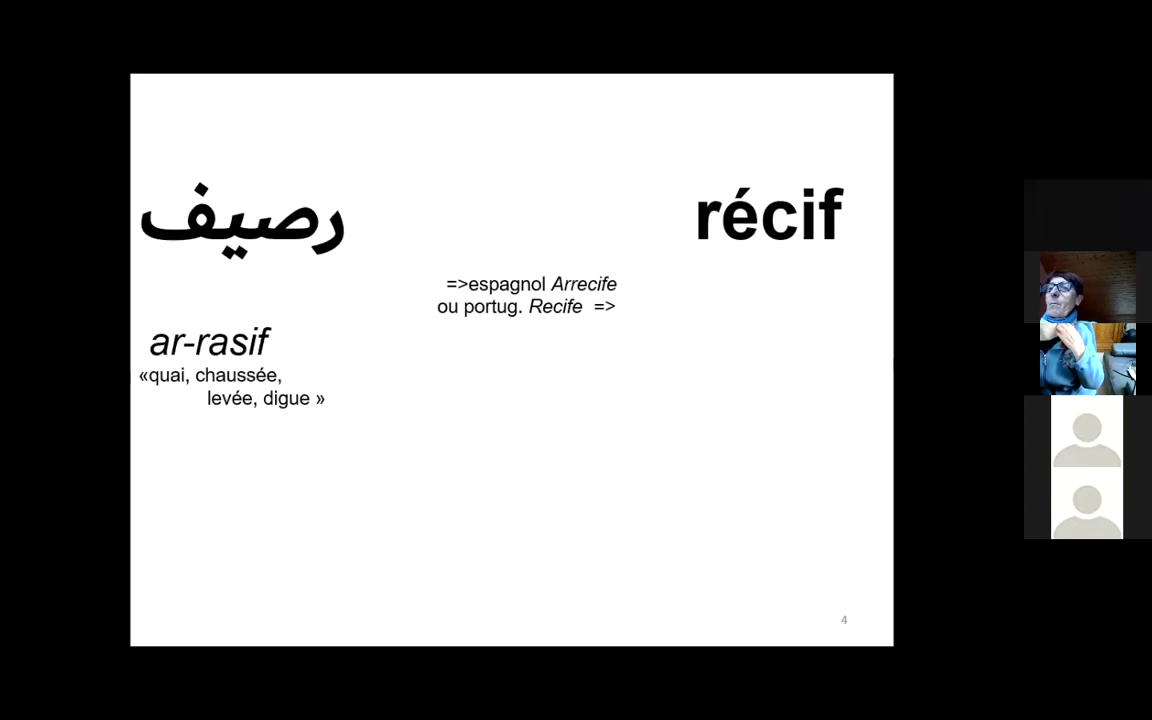 رصيف
récif
=>espagnol Arrecife
ou portug. Recife =>
ar-rasif
«quai, chaussée,
levée, digue »
4